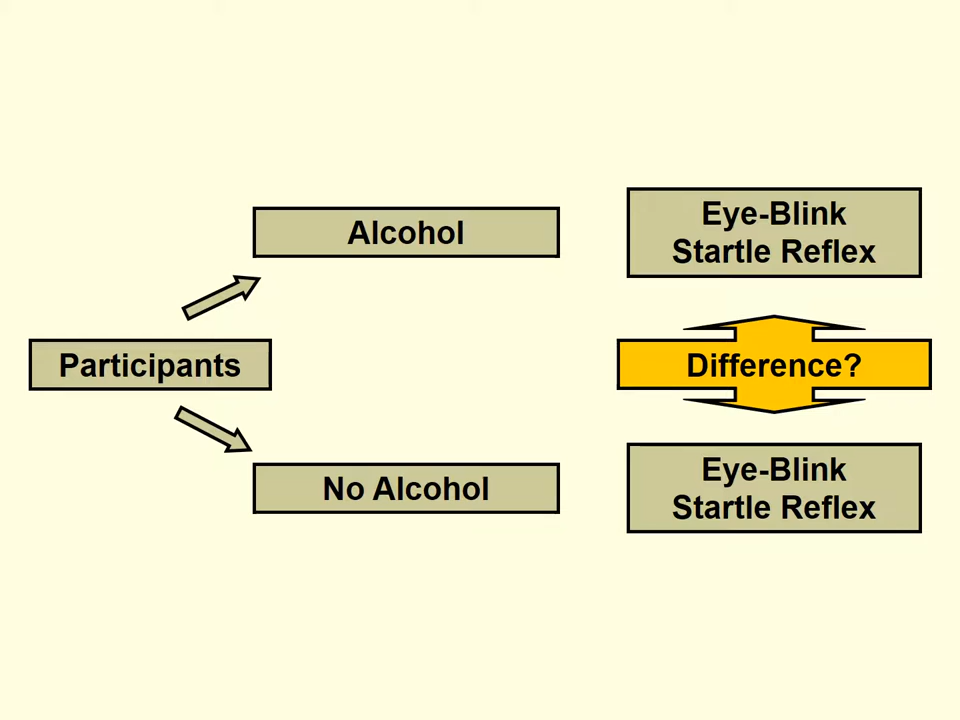 Alcohol
Eye-Blink
Startle Reflex
Participants
Difference?
No Alcohol
Eye-Blink
Startle Reflex